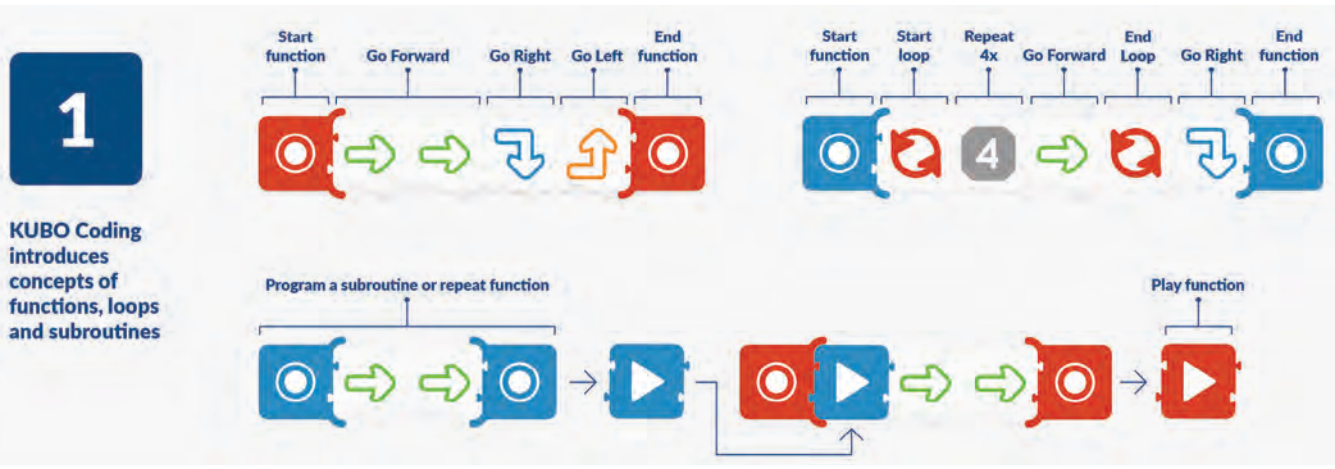 1
KUBO Coding
introduces
concepts of
functions, loops
and subroutines
Start
function
Go Forward
Go Right
Go Left
End
function
Start
function
Start
loop
Repeat
4x
Go Forward
End
Loop
Go Right
End
function
4
Program a subroutine or repeat function
Play function